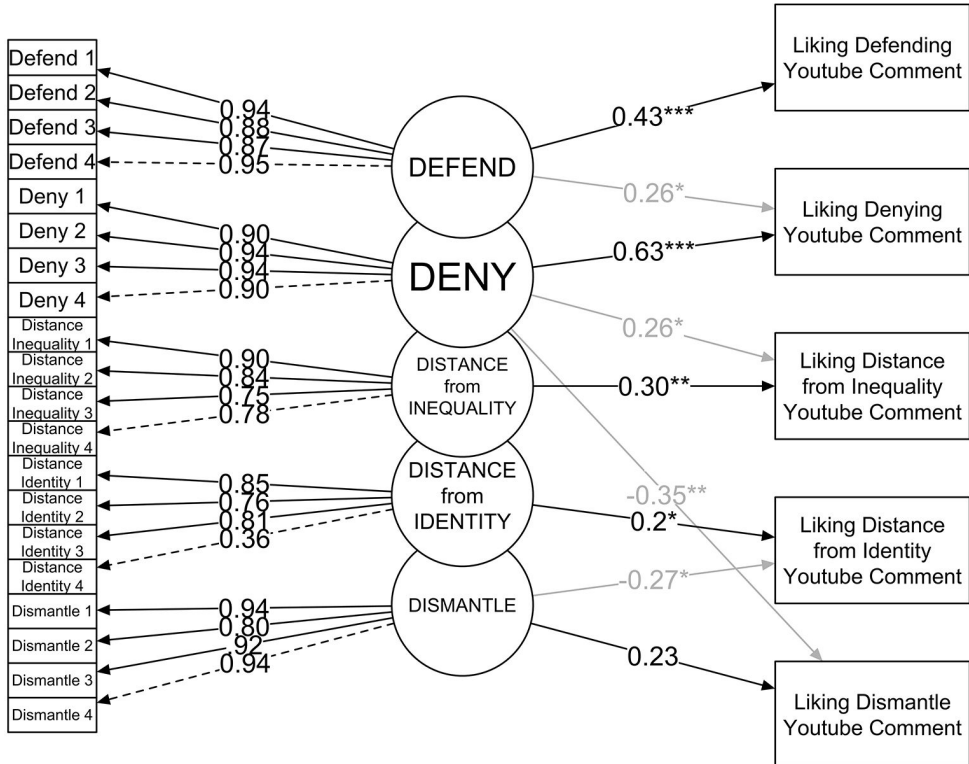 Defend 1
Defend 2
Defend 3
Defend 4
Deny 1
Deny 2
Deny 3
Deny 4
Distance
Inequality 1
Distance
Inequality 2
Distance
Inequality 3
Distance
Inequality 4
Distance
Identity 1
Distance
Identity 2
Distance
Identity 3
Distance
Identity 4
Dismantle 1
Dismantle 2
Dismantle 3
Dismantle 4
0.94
0.88
0.87
0.95
0.90
0.94
0.94
0.90
0.90
0.84
0.75
0.78
0.85
0.76
0.81
0.36
0.94
0.80
.92
0.94
DEFEND
DENY
DISTANCE
from
INEQUALITY
DISTANCE
from
IDENTITY
DISMANTLE
0.43***
0.26*
0.63***
0.26*
0.30**
-0.35**
0.2*
-0.27*
0.23
Liking Defending
Youtube Comment
Liking Denying
Youtube Comment
Liking Distance
from Inequality
Youtube Comment
Liking Distance
from Identity
Youtube Comment
Liking Dismantle
Youtube Comment